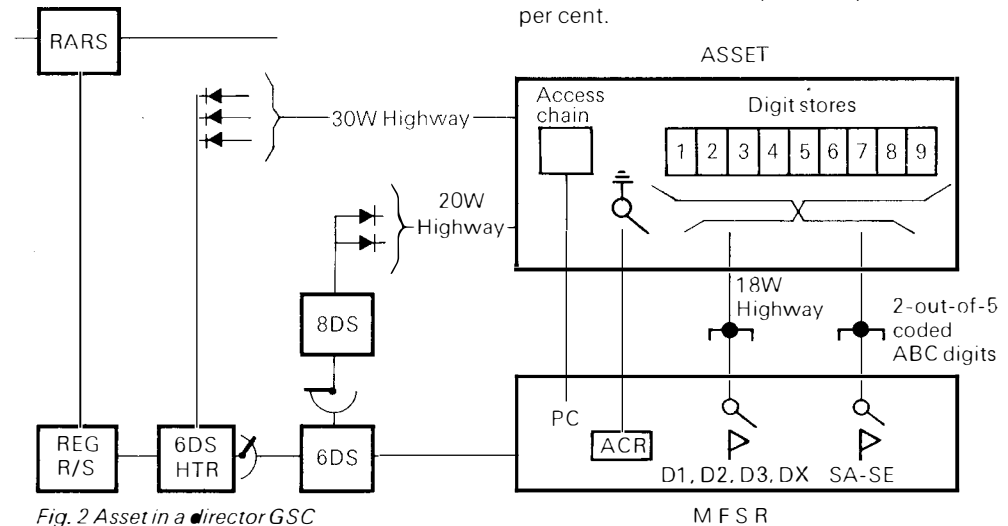 per cent.
ASSET
RARS
Access
chain
Digit stores
30W Highway
1 2 3 4 5 6 7 8 9
20W
Highway
18W
Highway
2-out-of-5
coded
ABC digits
8DS
PC
ACR
REG
R/S
6DS
HTR
6DS
D1, D2, D3, DX
SA-SE
MFSR
Fig. 2 Asset in a director GSC